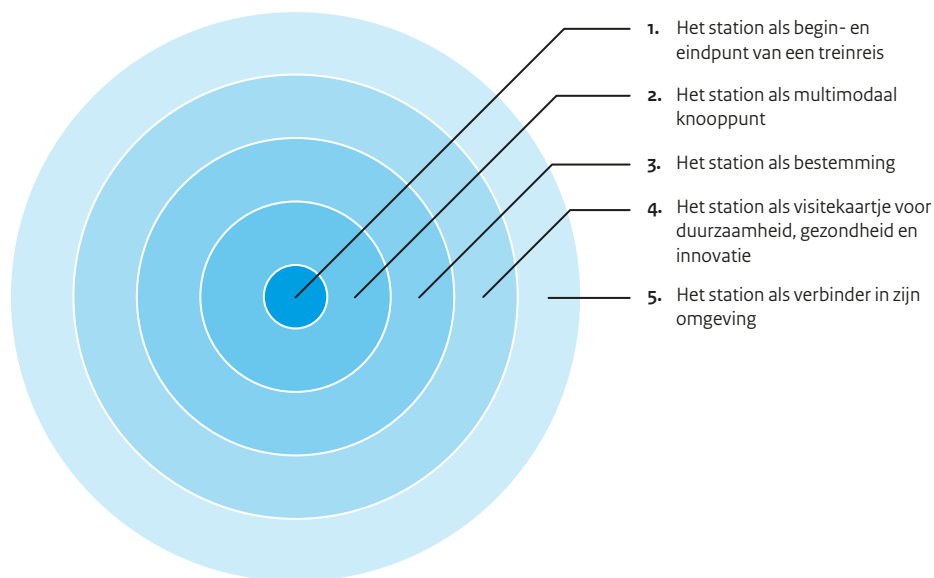 1. Het station als begin- en
eindpunt van een treinreis
2. Het station als multimodaal
knooppunt
3. Het station als bestemming
4. Het station als visitekaartje voor
duurzaamheid, gezondheid en
innovatie
5. Het station als verbinder in zijn
omgeving